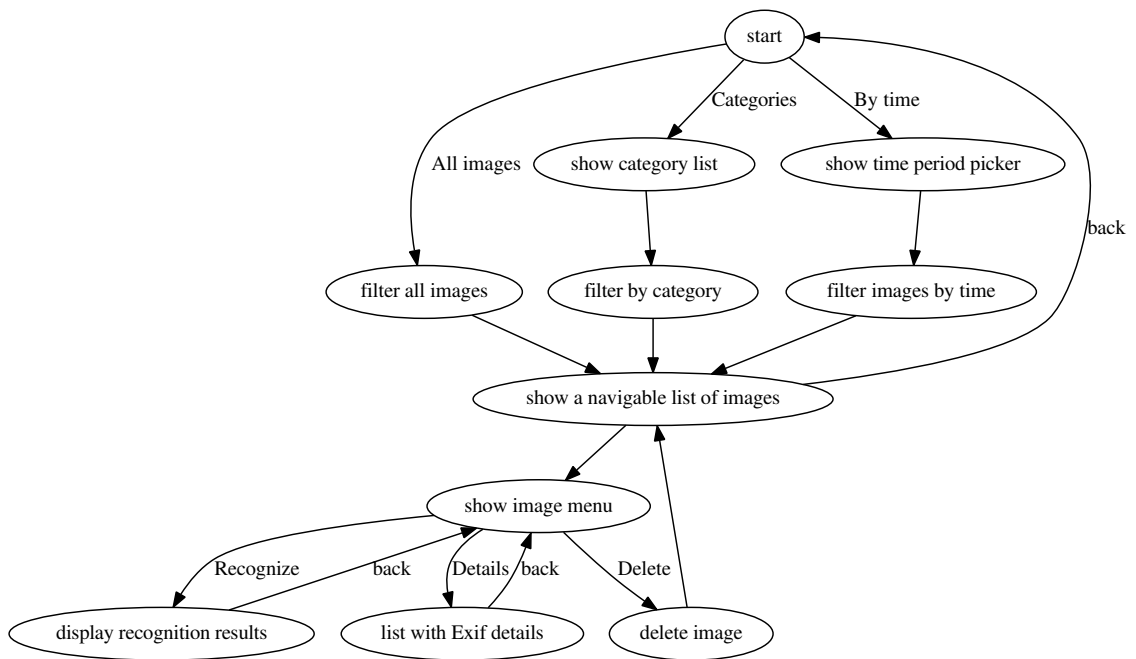 start
Categories
By time
All images
show category list
show time period picker
back
filter all images
filter by category
filter images by time
show a navigable list of images
show image menu
Recognize
back
Details
back
Delete
display recognition results
list with Exif details
delete image